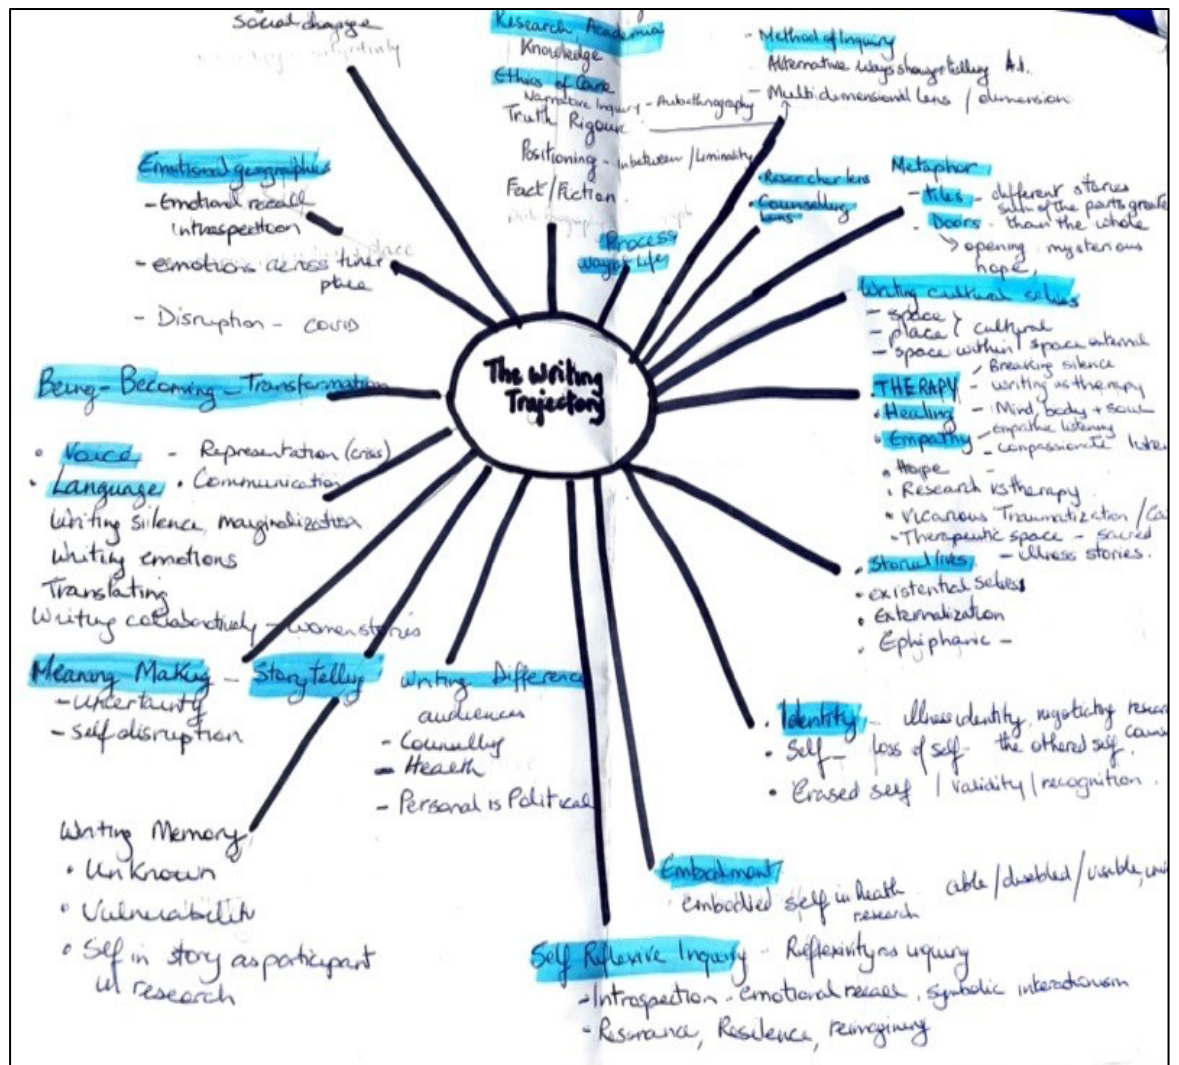 Social change
Research, Academia
Knowledge
Ethics of Care
Narrative Inquiry - Autoethnography
Truth Rigour
Positioning - inbetween / liminality
Fact / Fiction
Process
way of life
- Method of Inquiry
Alternative ways show + telling A.I.
- Multidimensional lens / dimension
• Researcher lens
• Counselling
lens
Metaphor
- tiles - different stories
sum of the parts greater
• Doors - than the whole
↳ opening mysterious
hope,
Writing cultural selves
- space
- place } cultural
- space within space internal
Breaking silence
• THERAPY - writing as therapy
• Healing - Mind, body + soul
• Empathy - empathic listening
- compassionate
• Hope -
• Research vs therapy
• Vicarious Traumatization /
• Therapeutic space - sacred
• Storied lives - illness stories.
• existential selves
• Externalization
• Ephiphanic -
• Identity - illness identity, negotiating
• Self - loss of self - the othered self
• Erased self / validity / recognition.
Embodiment
embodied self in health able / disabled / visible,
research
Self Reflexive Inquiry - Reflexivity as inquiry
- Introspection - emotional recall, symbolic interactionism
- Resonance, Resilence, reimagining
Writing Difference
audiences
- Counselling
- Health
- Personal is Political
Meaning Making - Storytelling
- Uncertainty
- self disruption
Writing Memory
• Unknown
• Vulnerability
• Self in story as participant
in research
Being - Becoming - Transformation
• Voice - Representation (crisis)
• Language • Communication
Writing silence, marginalization
Writing emotions
Translating
Writing collaboratively - women stories
Emotional geographies
- Emotional recall
introspection
- emotions across time
place
- Disruption - COVID
The Writing
Trajectory